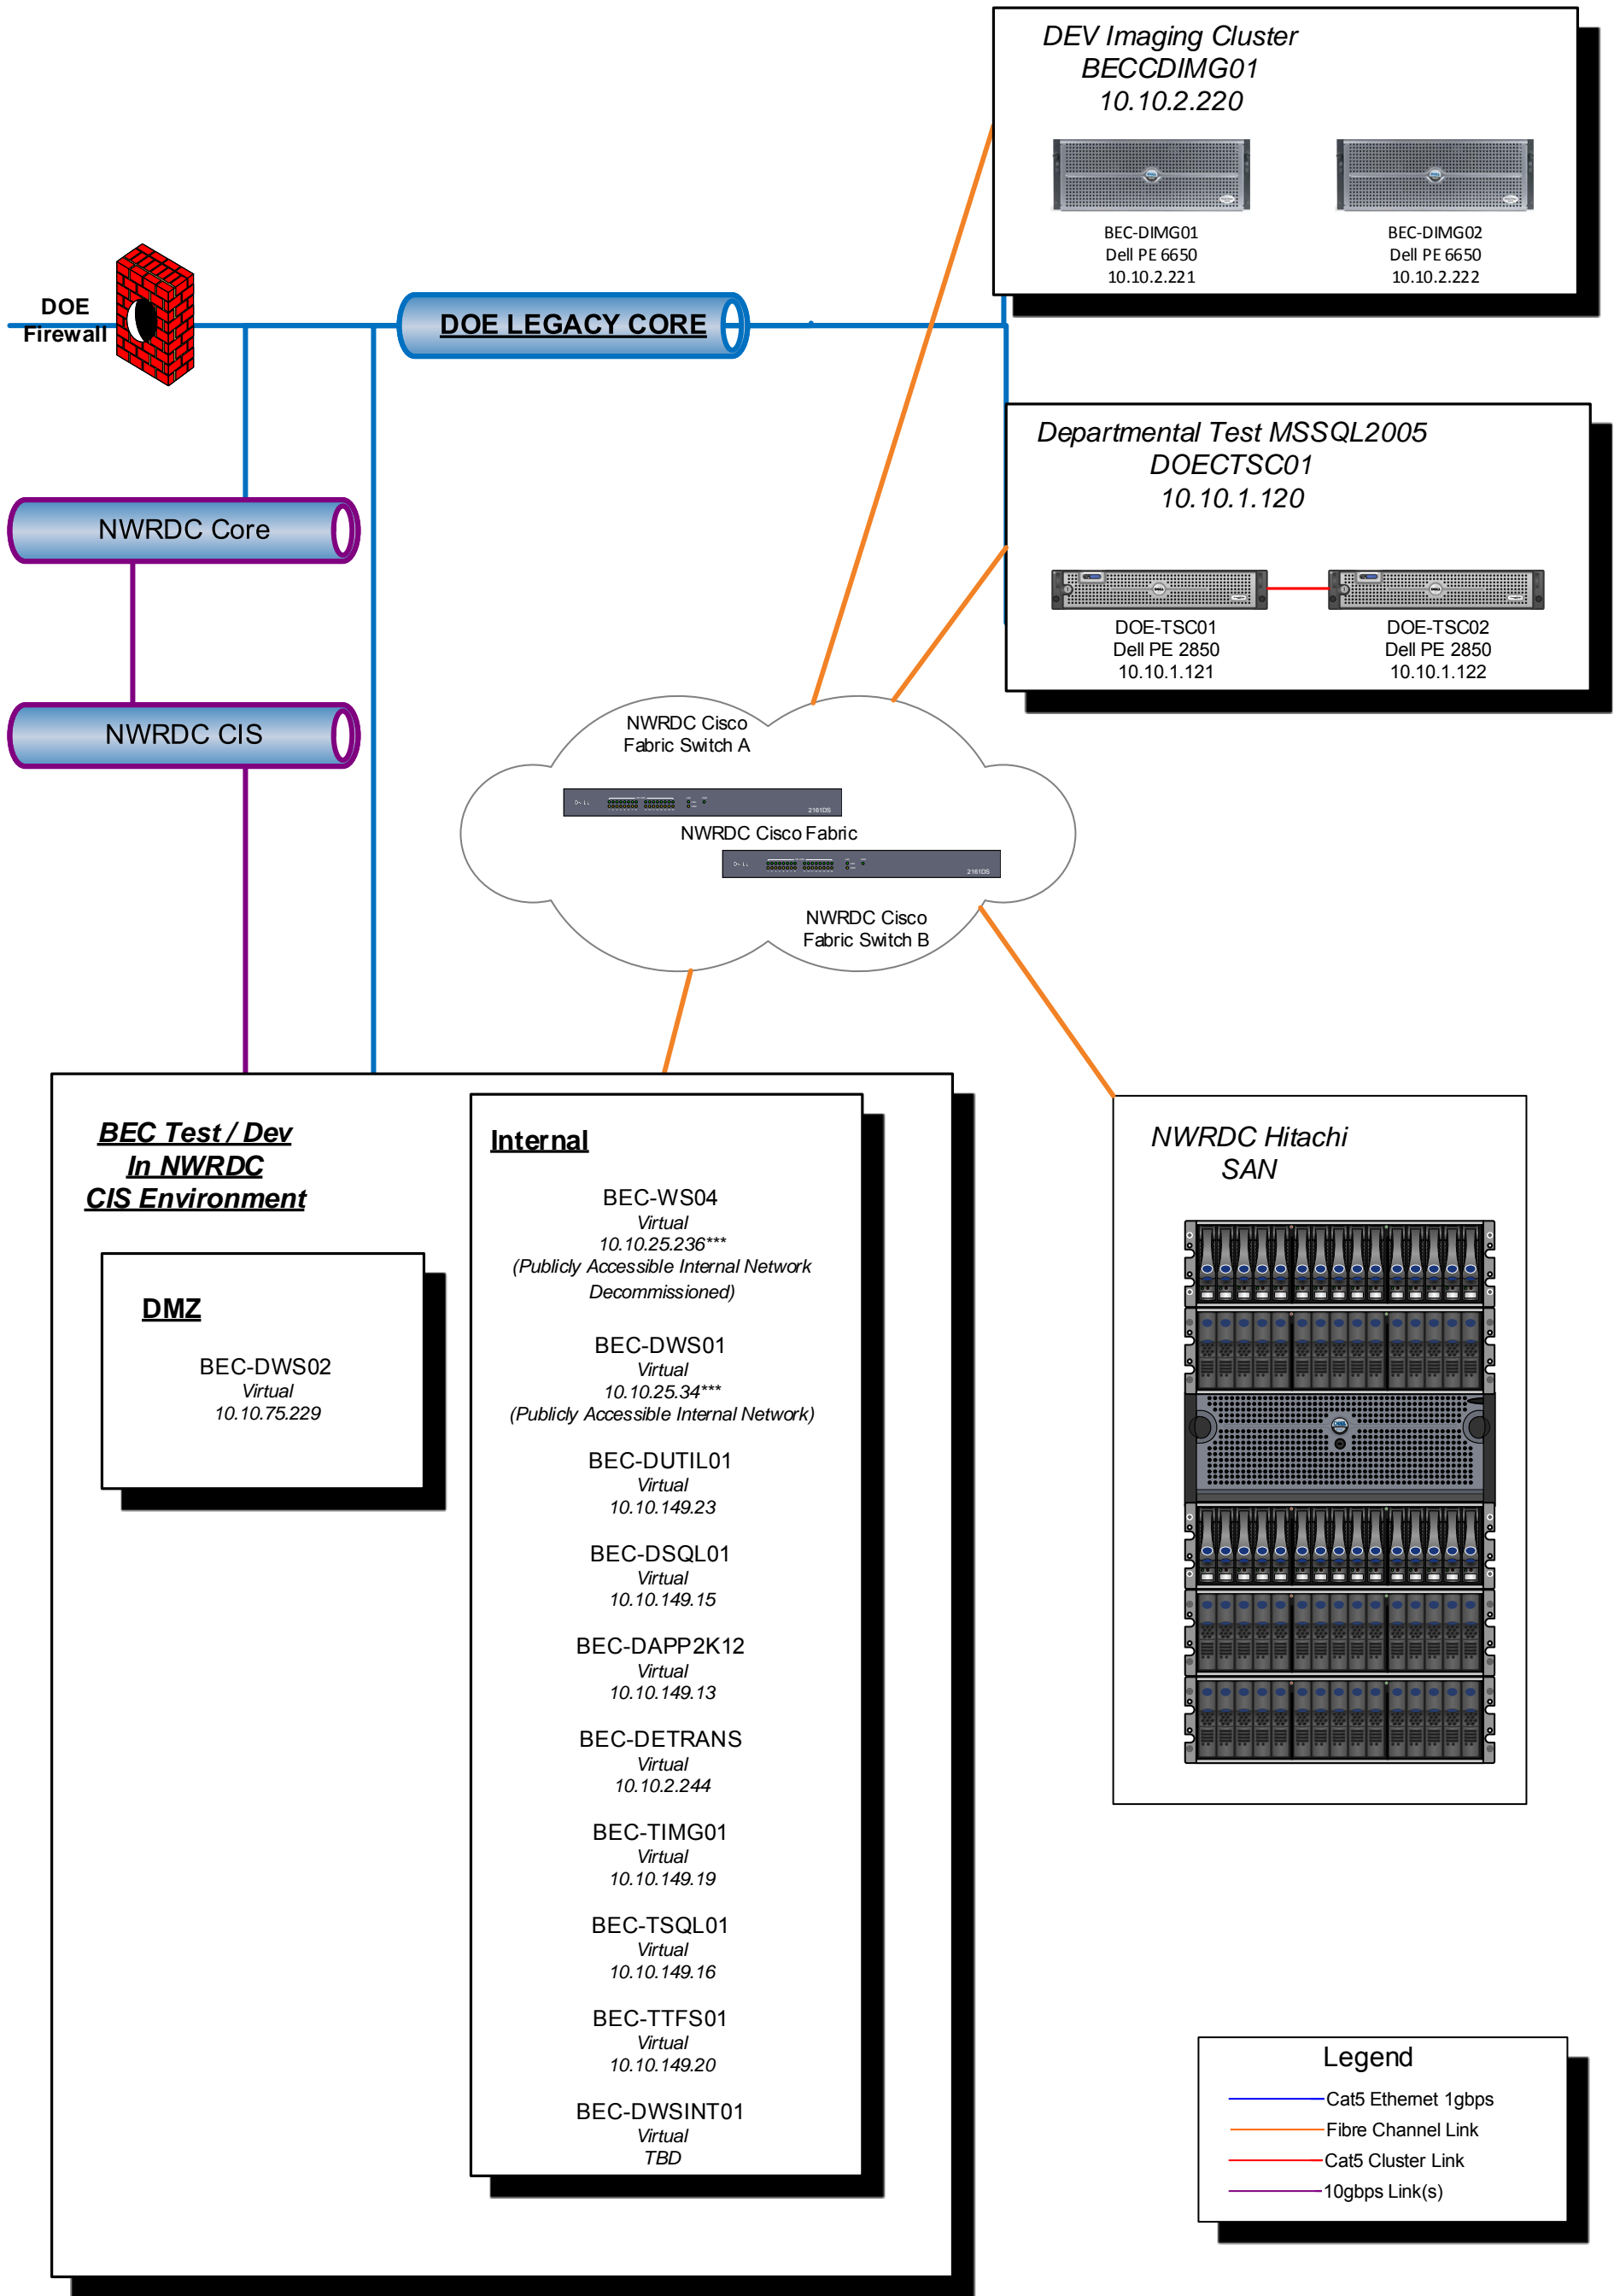 DEV Imaging Cluster
BECCDIMG01
10.10.2.220
BEC-DIMG01
Dell PE 6650
10.10.2.221
BEC-DIMG02
Dell PE 6650
10.10.2.222
DOE
Firewall
DOE LEGACY CORE
Departmental Test MSSQL2005
DOECTSC01
10.10.1.120
DOE-TSC01
Dell PE 2850
10.10.1.121
DOE-TSC02
Dell PE 2850
10.10.1.122
NWRDC Core
NWRDC CIS
NWRDC Cisco
Fabric Switch A
2161DS
NWRDC Cisco Fabric
2161DS
NWRDC Cisco
Fabric Switch B
BEC Test / Dev
In NWRDC
CIS Environment
DMZ
BEC-DWS02
Virtual
10.10.75.229
Internal
BEC-WS04
Virtual
10.10.25.236***
(Publicly Accessible Internal Network
Decommissioned)
BEC-DWS01
Virtual
10.10.25.34***
(Publicly Accessible Internal Network)
BEC-DUTIL01
Virtual
10.10.149.23
BEC-DSQL01
Virtual
10.10.149.15
BEC-DAPP2K12
Virtual
10.10.149.13
BEC-DETRANS
Virtual
10.10.2.244
BEC-TIMG01
Virtual
10.10.149.19
BEC-TSQL01
Virtual
10.10.149.16
BEC-TTFS01
Virtual
10.10.149.20
BEC-DWSINT01
Virtual
TBD
NWRDC Hitachi
SAN
Legend
Cat5 Ethernet 1gbps
Fibre Channel Link
Cat5 Cluster Link
10gbps Link(s)